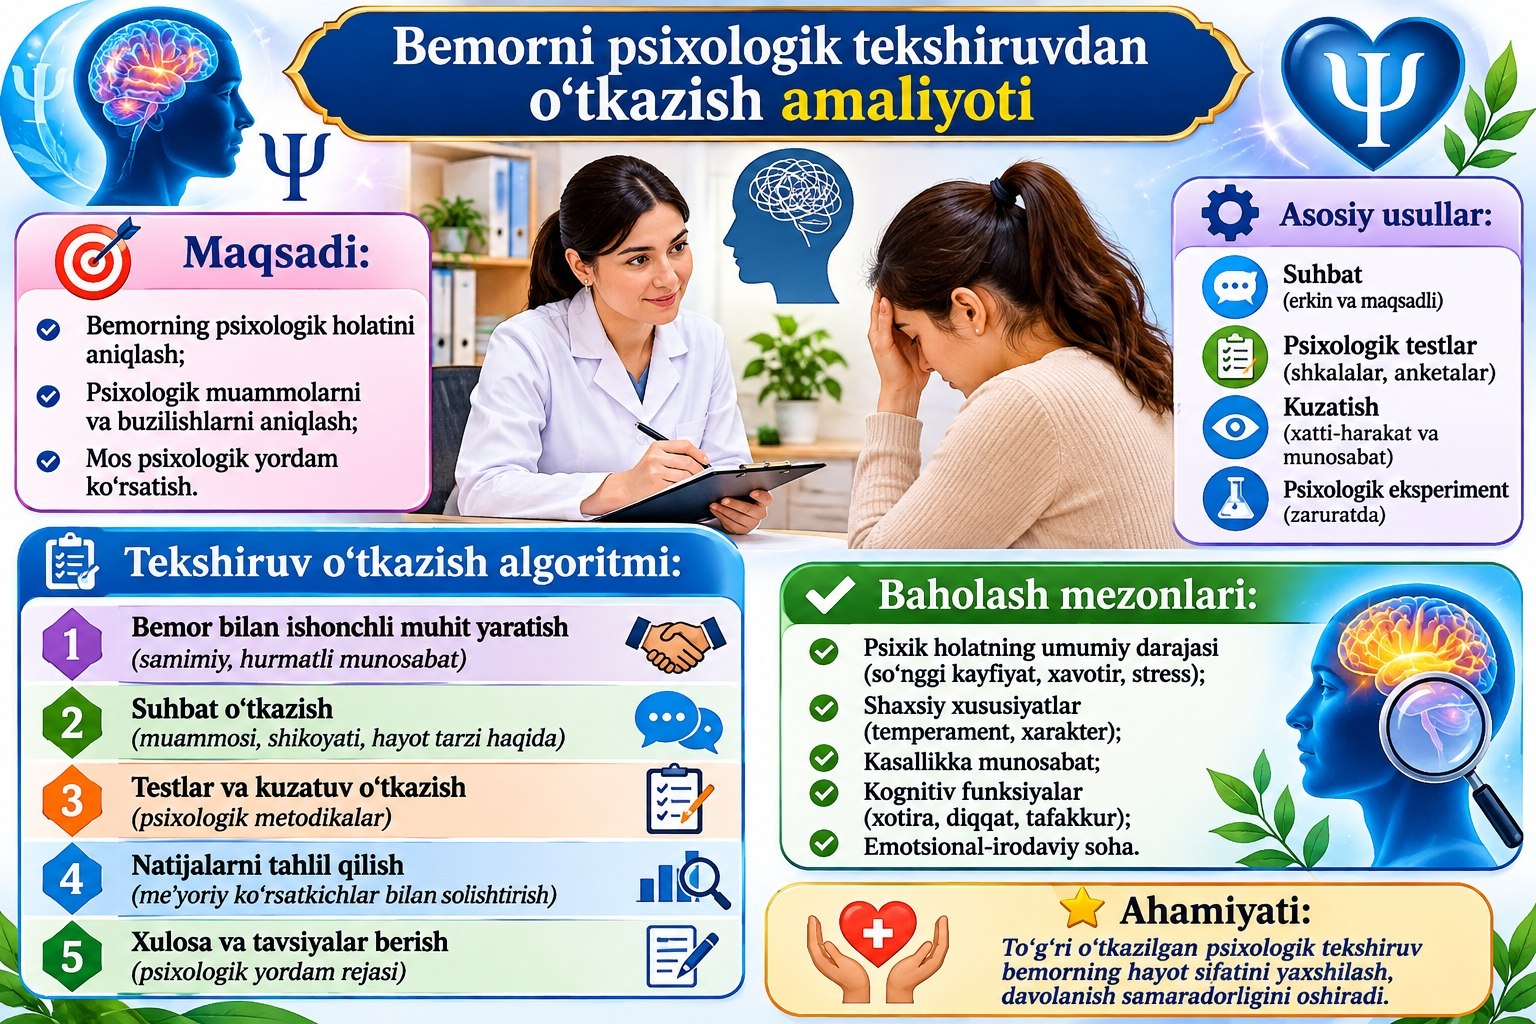 Bemorni psixologik tekshiruvdan
o‘tkazish amaliyoti
Maqsadi:
Bemorning psixologik holatini
aniqlash;
Psixologik muammolarni
va buzilishlarni aniqlash;
Mos psixologik yordam
ko‘rsatish.
Asosiy usullar:
Suhbat
(erkin va maqsadli)
Psixologik testlar
(shkalalar, anketalar)
Kuzatish
(xatti-harakat va
munosabat)
Psixologik eksperiment
(zaruratda)
Tekshiruv o‘tkazish algoritmi:
1
Bemor bilan ishonchli muhit yaratish
(samimiy, hurmatli munosabat)
2
Suhbat o‘tkazish
(muammosi, shikoyati, hayot tarzi haqida)
3
Testlar va kuzatuv o‘tkazish
(psixologik metodikalar)
4
Natijalarni tahlil qilish
(me’yoriy ko‘rsatkichlar bilan solishtirish)
5
Xulosa va tavsiyalar berish
(psixologik yordam rejasi)
Baholash mezonlari:
Psixik holatning umumiy darajasi
(so‘nggi kayfiyat, xavotir, stress);
Shaxsiy xususiyatlar
(temperament, xarakter);
Kasallikka munosabat;
Kognitiv funksiyalar
(xotira, diqqat, tafakkur);
Emotsional-irodaviy soha.
Ahamiyati:
To‘g‘ri o‘tkazilgan psixologik tekshiruv
bemorning hayot sifatini yaxshilash,
davolanish samaradorligini oshiradi.